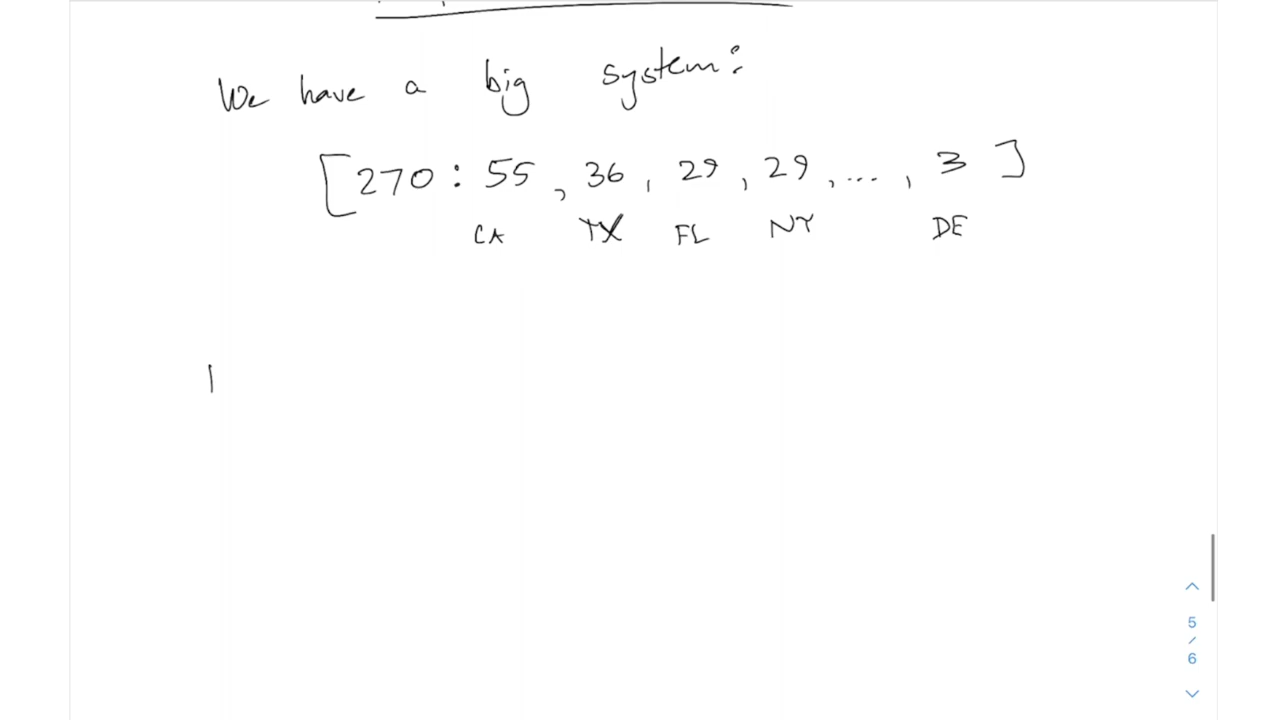 We have a big system:
[270: 55, 36, 29, 29, ..., 3]
CA TX FL NY DE
5
/
6